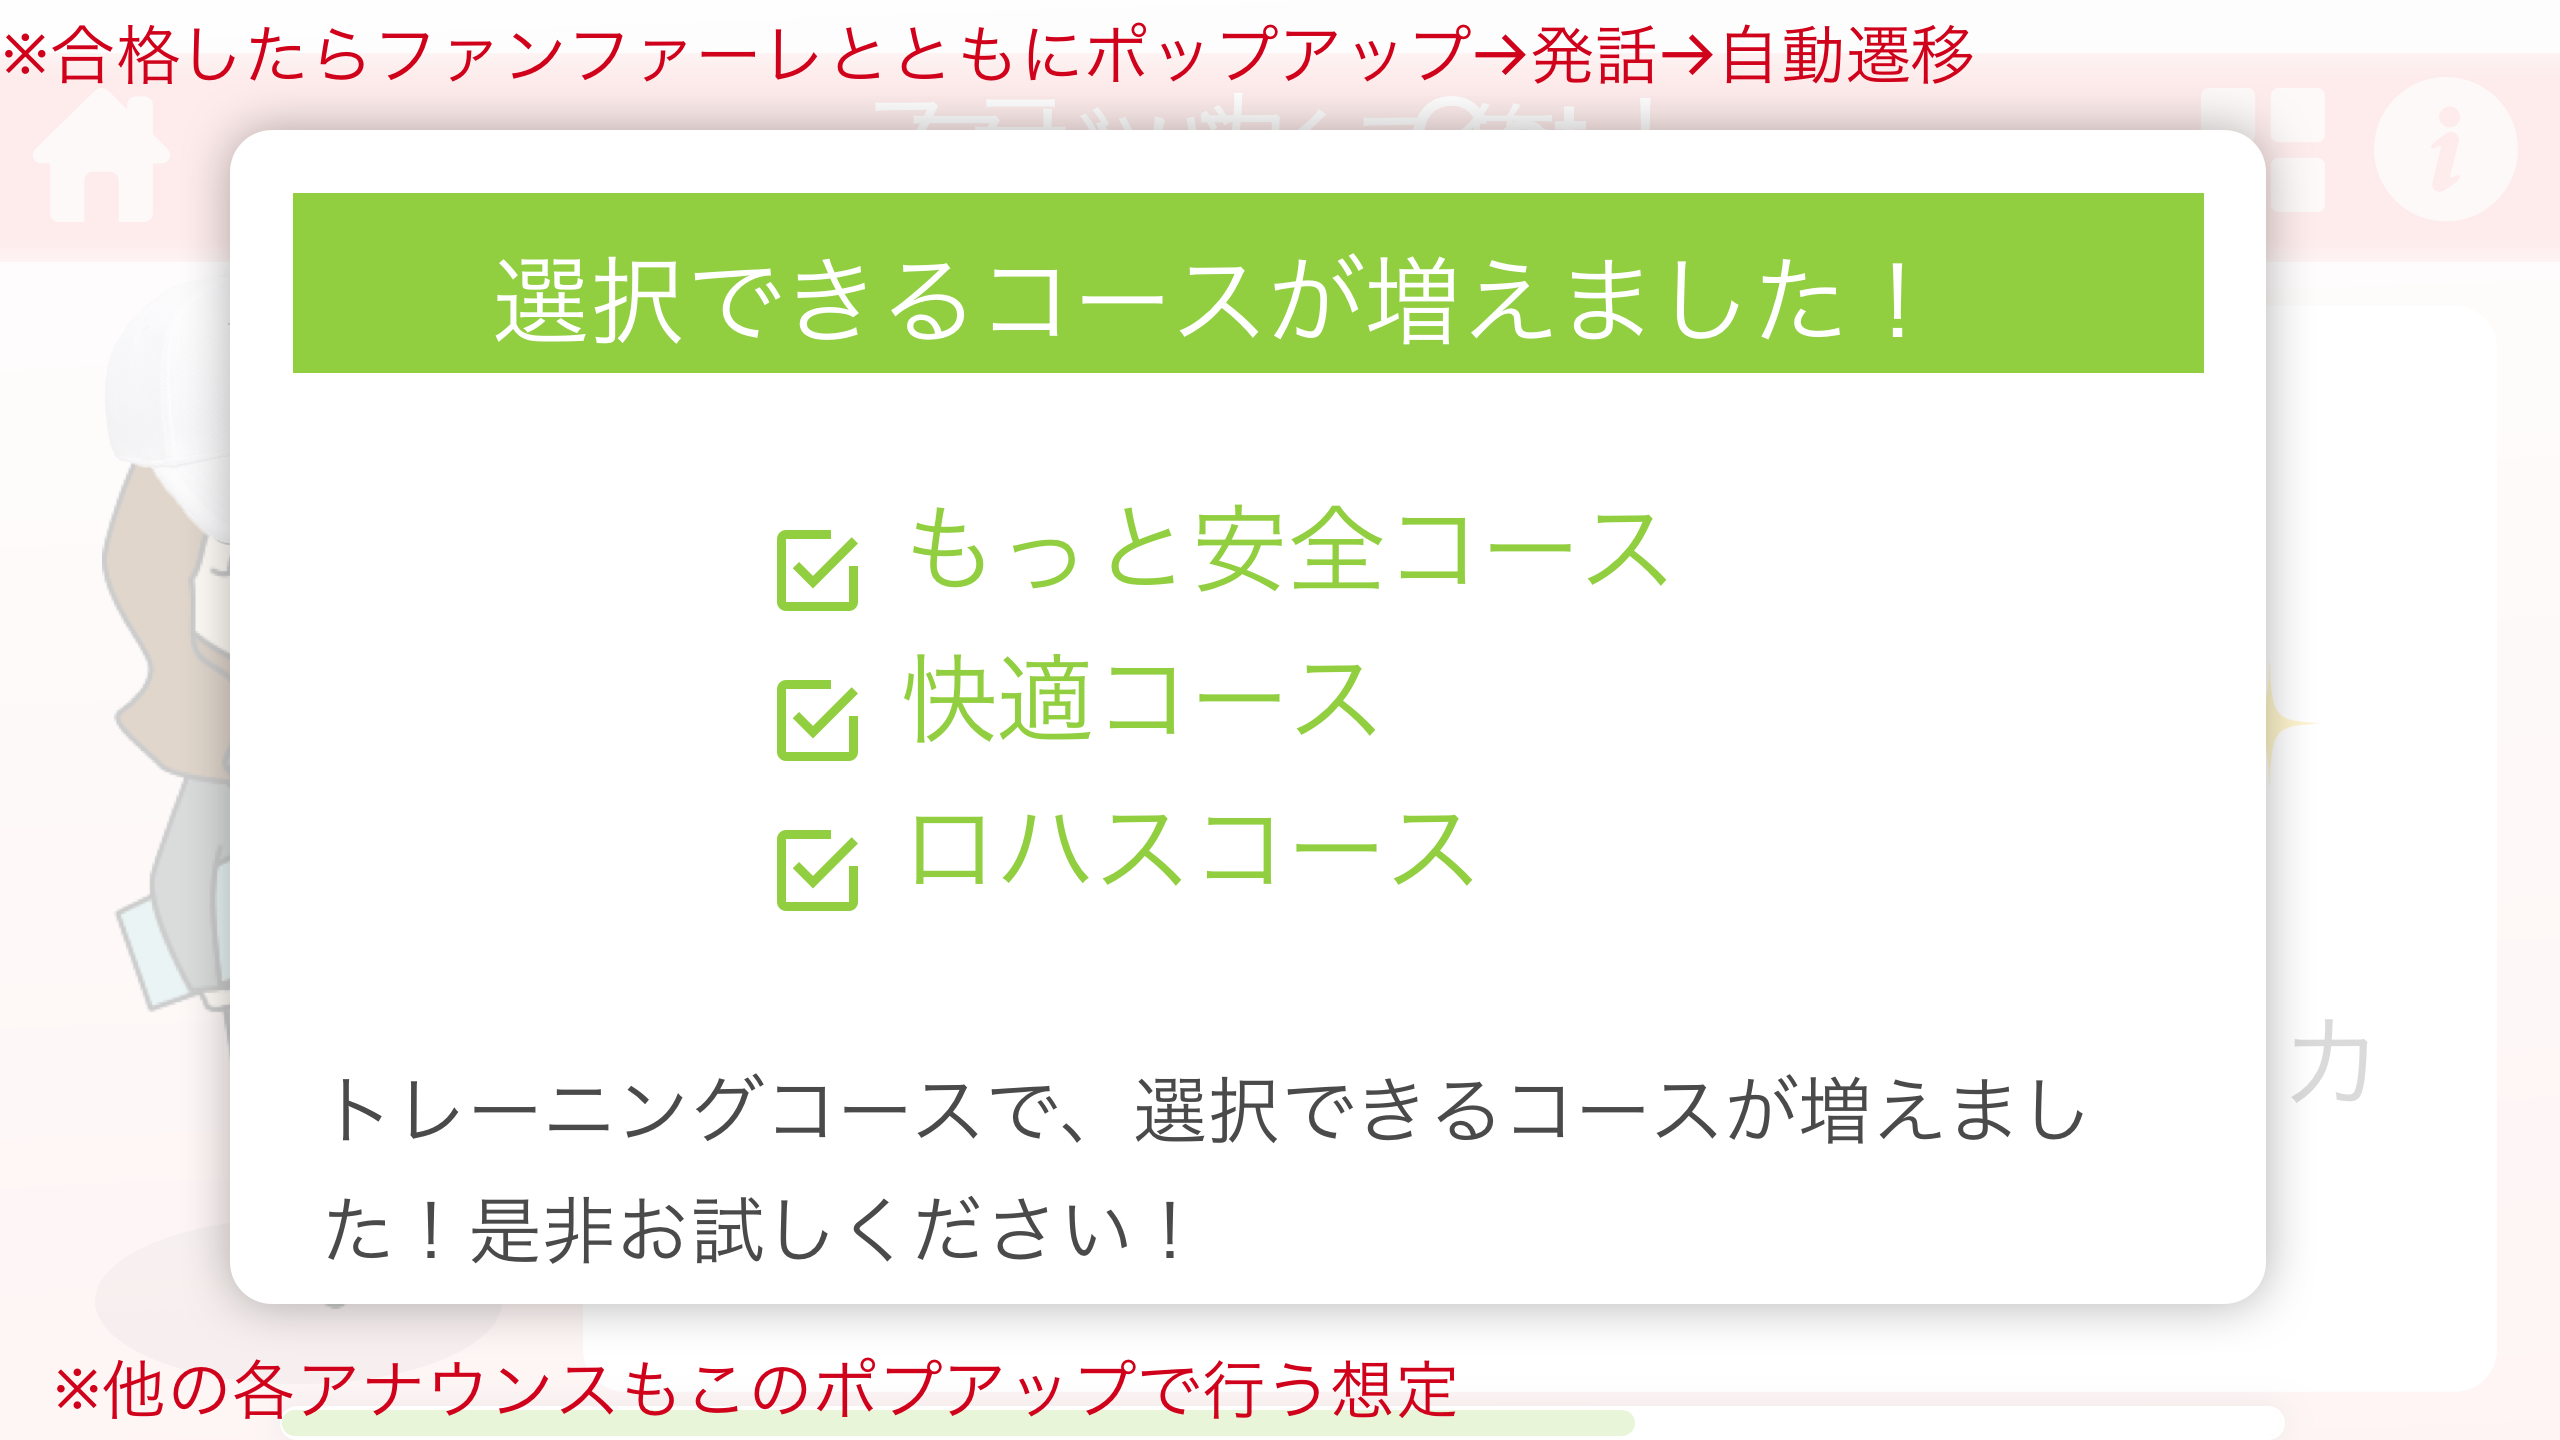 ※合格したらファンファーレとともにポップアップ→発話→自動遷移
選択できるコースが増えました！
もっと安全コース
快適コース
ロハスコース
カ
トレーニングコースで、選択できるコースが増えまし
た！是非お試しください！
※他の各アナウンスもこのポプアップで行う想定